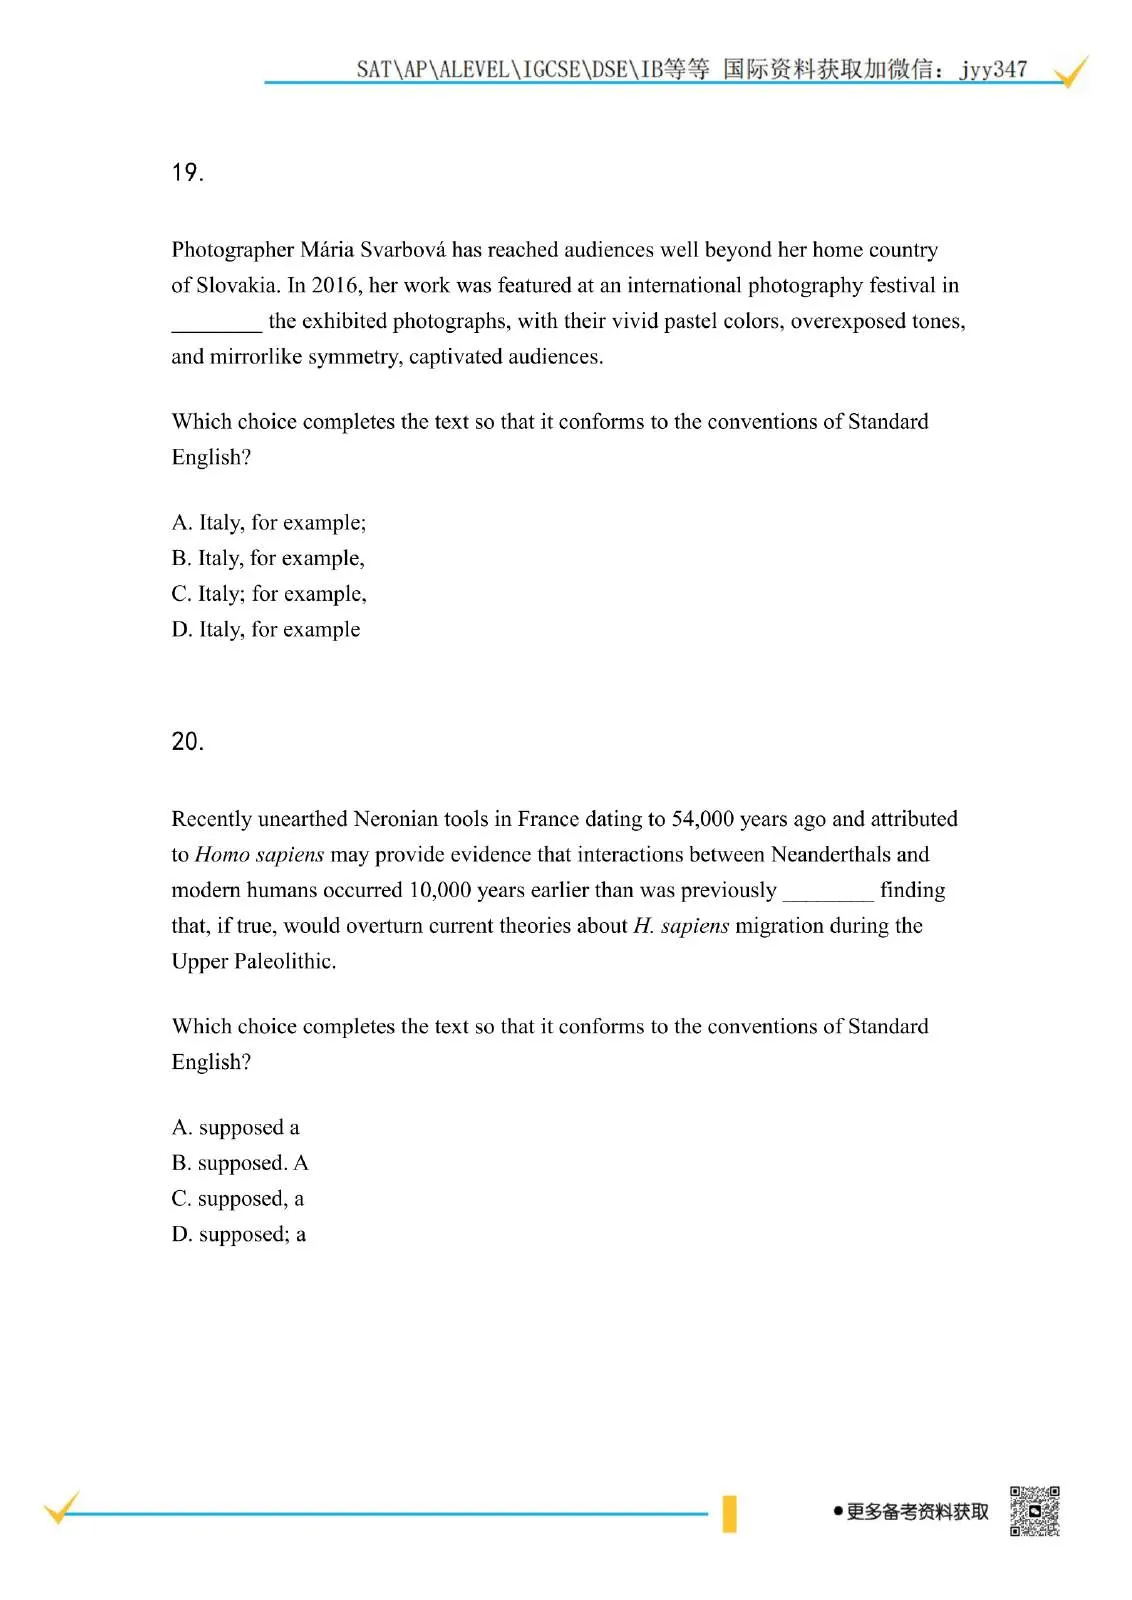 SAT\AP\ALEVEL\IGCSE\DSE\IB等等 国际资料获取加微信：jyy347
19.
Photographer Mária Svarbová has reached audiences well beyond her home country
of Slovakia. In 2016, her work was featured at an international photography festival in
________ the exhibited photographs, with their vivid pastel colors, overexposed tones,
and mirrorlike symmetry, captivated audiences.
Which choice completes the text so that it conforms to the conventions of Standard
English?
A. Italy, for example;
B. Italy, for example,
C. Italy; for example,
D. Italy, for example
20.
Recently unearthed Neronian tools in France dating to 54,000 years ago and attributed
to Homo sapiens may provide evidence that interactions between Neanderthals and
modern humans occurred 10,000 years earlier than was previously ________ finding
that, if true, would overturn current theories about H. sapiens migration during the
Upper Paleolithic.
Which choice completes the text so that it conforms to the conventions of Standard
English?
A. supposed a
B. supposed. A
C. supposed, a
D. supposed; a
●更多备考资料获取